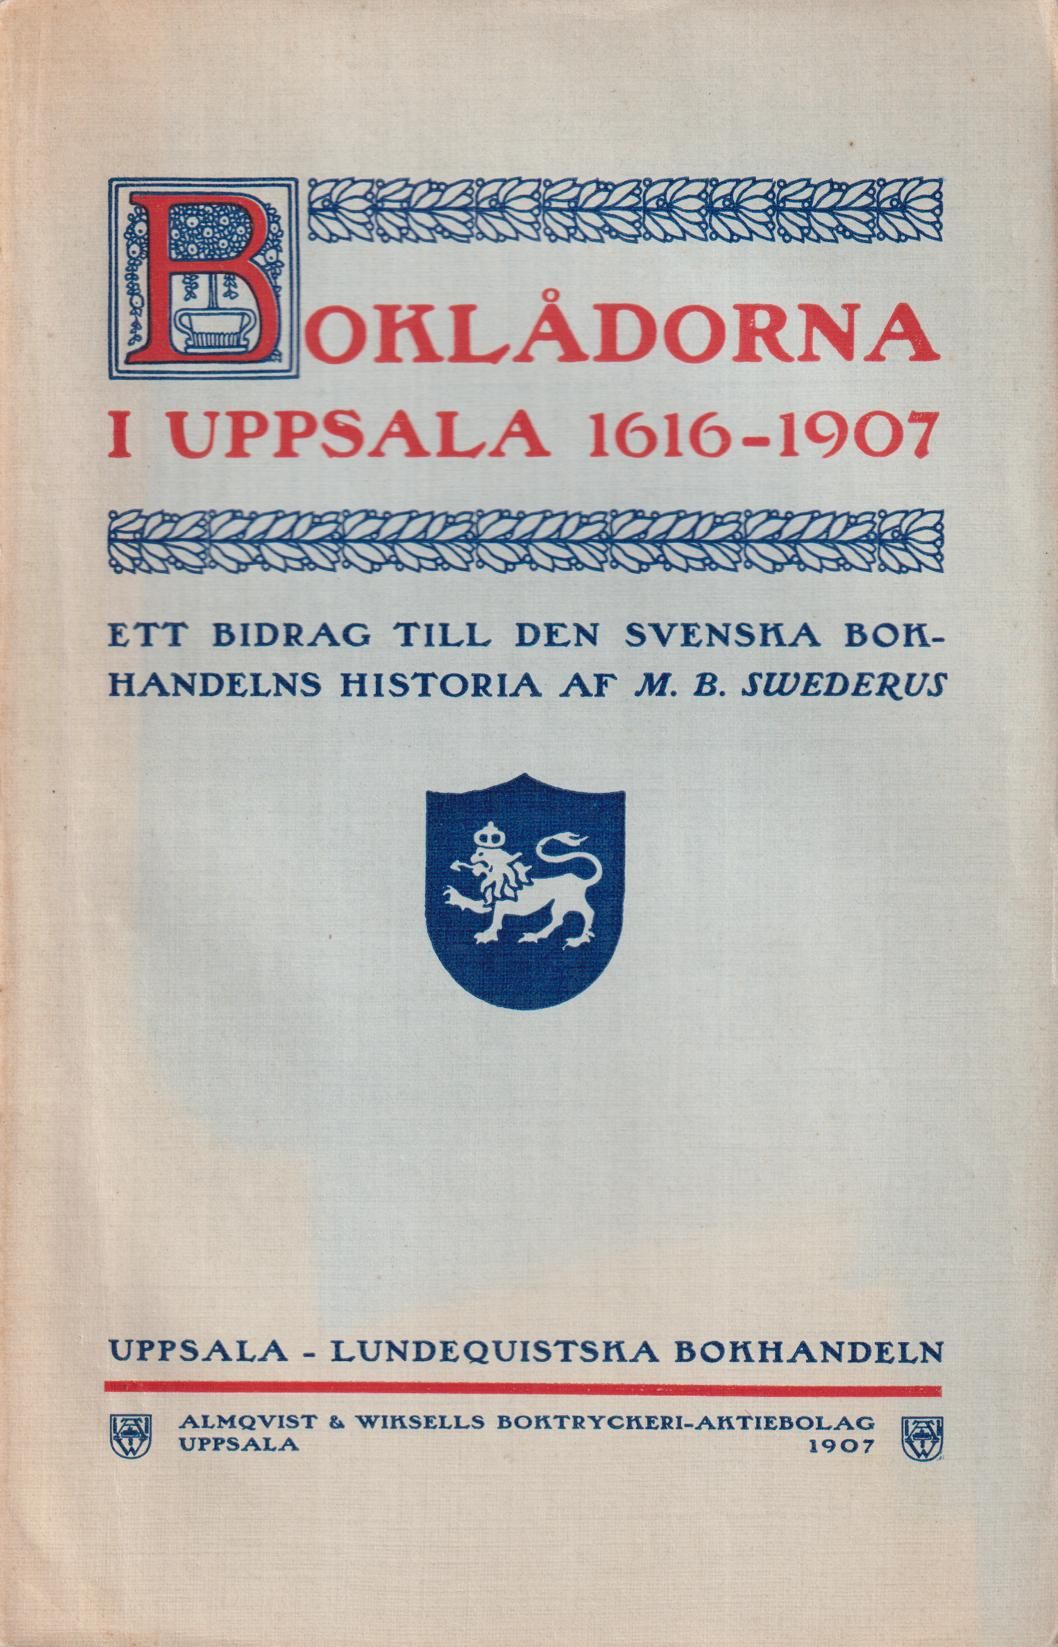 BOKLÅDORNA
I UPPSALA 1616-1907
ETT BIDRAG TILL DEN SVENSKA BOK-
HANDELNS HISTORIA AF M. B. SWEDERUS
UPPSALA - LUNDEQUISTSKA BOKHANDELN
ALMQVIST & WIKSELLS BOKTRYCKERI-AKTIEBOLAG
UPPSALA 1907